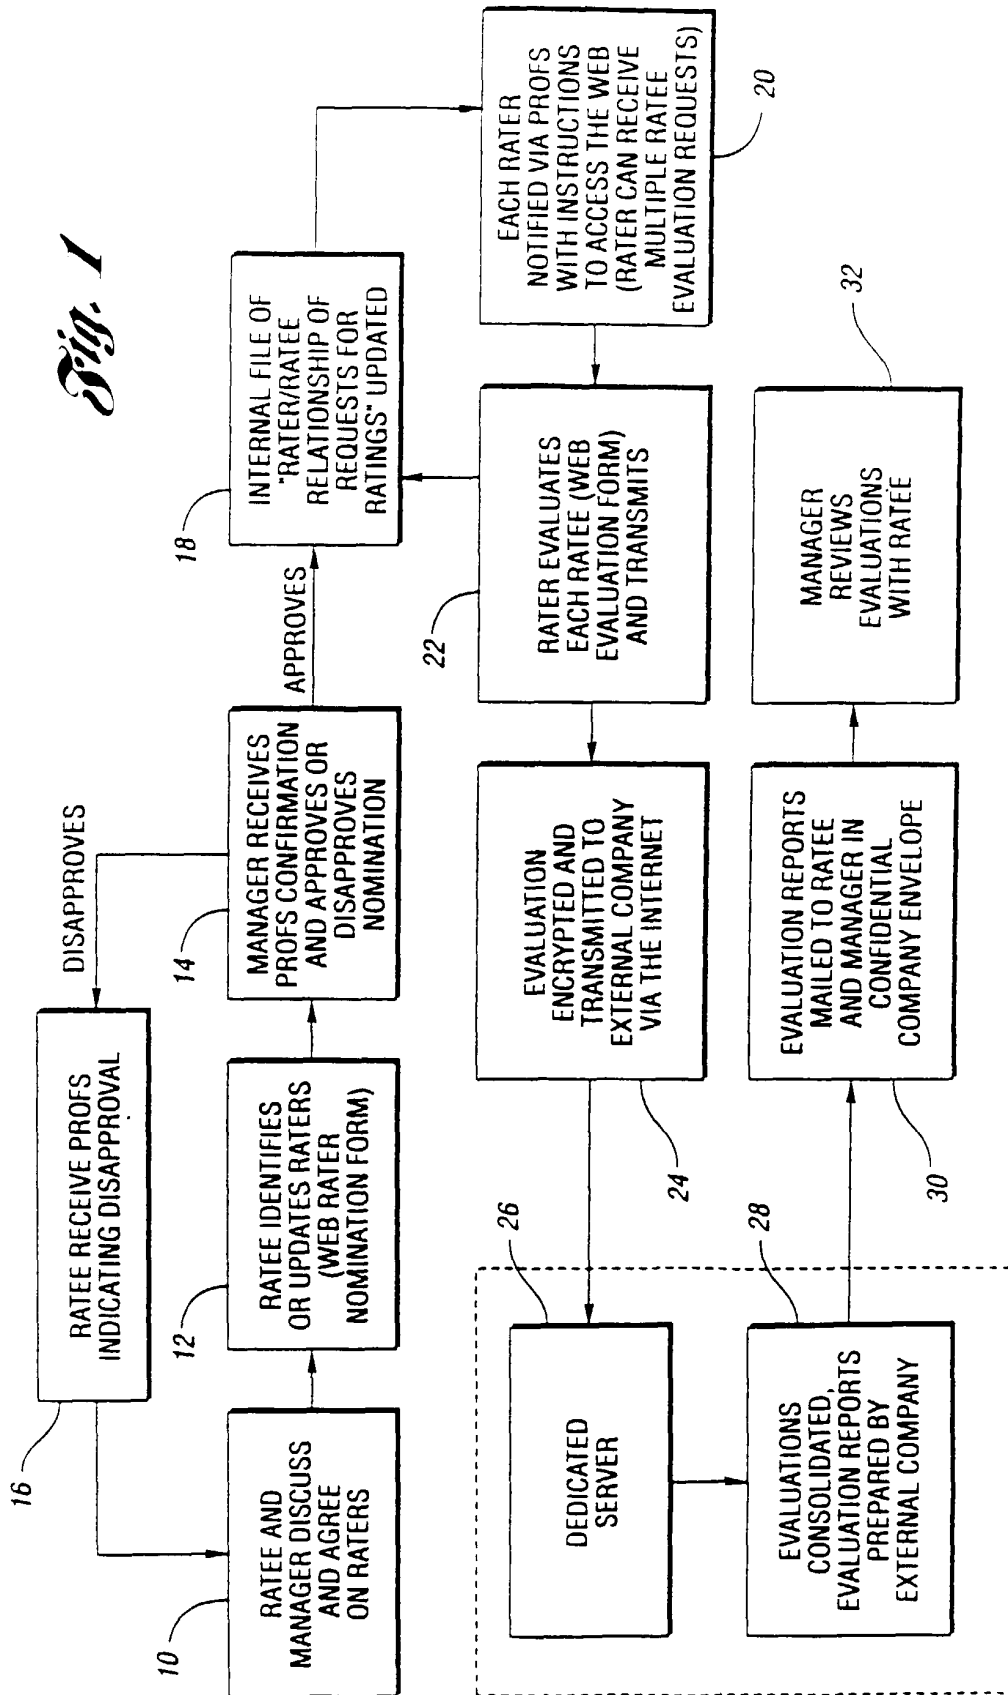 Fig. 1
16
RATEE RECEIVE PROFS
INDICATING DISAPPROVAL
DISAPPROVES
10
RATEE AND
MANAGER DISCUSS
AND AGREE
ON RATERS
12
RATEE IDENTIFIES
OR UPDATES RATERS
(WEB RATER
NOMINATION FORM)
14
MANAGER RECEIVES
PROFS CONFIRMATION
AND APPROVES OR
DISAPPROVES
NOMINATION
APPROVES
18
INTERNAL FILE OF
"RATER/RATEE
RELATIONSHIP OF
REQUESTS FOR
RATINGS" UPDATED
EACH RATER
NOTIFIED VIA PROFS
WITH INSTRUCTIONS
TO ACCESS THE WEB
(RATER CAN RECEIVE
MULTIPLE RATEE
EVALUATION REQUESTS)
20
22
RATER EVALUATES
EACH RATEE (WEB
EVALUATION FORM)
AND TRANSMITS
EVALUATION
ENCRYPTED AND
TRANSMITTED TO
EXTERNAL COMPANY
VIA THE INTERNET
24
26
DEDICATED
SERVER
28
EVALUATIONS
CONSOLIDATED,
EVALUATION REPORTS
PREPARED BY
EXTERNAL COMPANY
EVALUATION REPORTS
MAILED TO RATEE
AND MANAGER IN
CONFIDENTIAL
COMPANY ENVELOPE
30
32
MANAGER
REVIEWS
EVALUATIONS
WITH RATEE